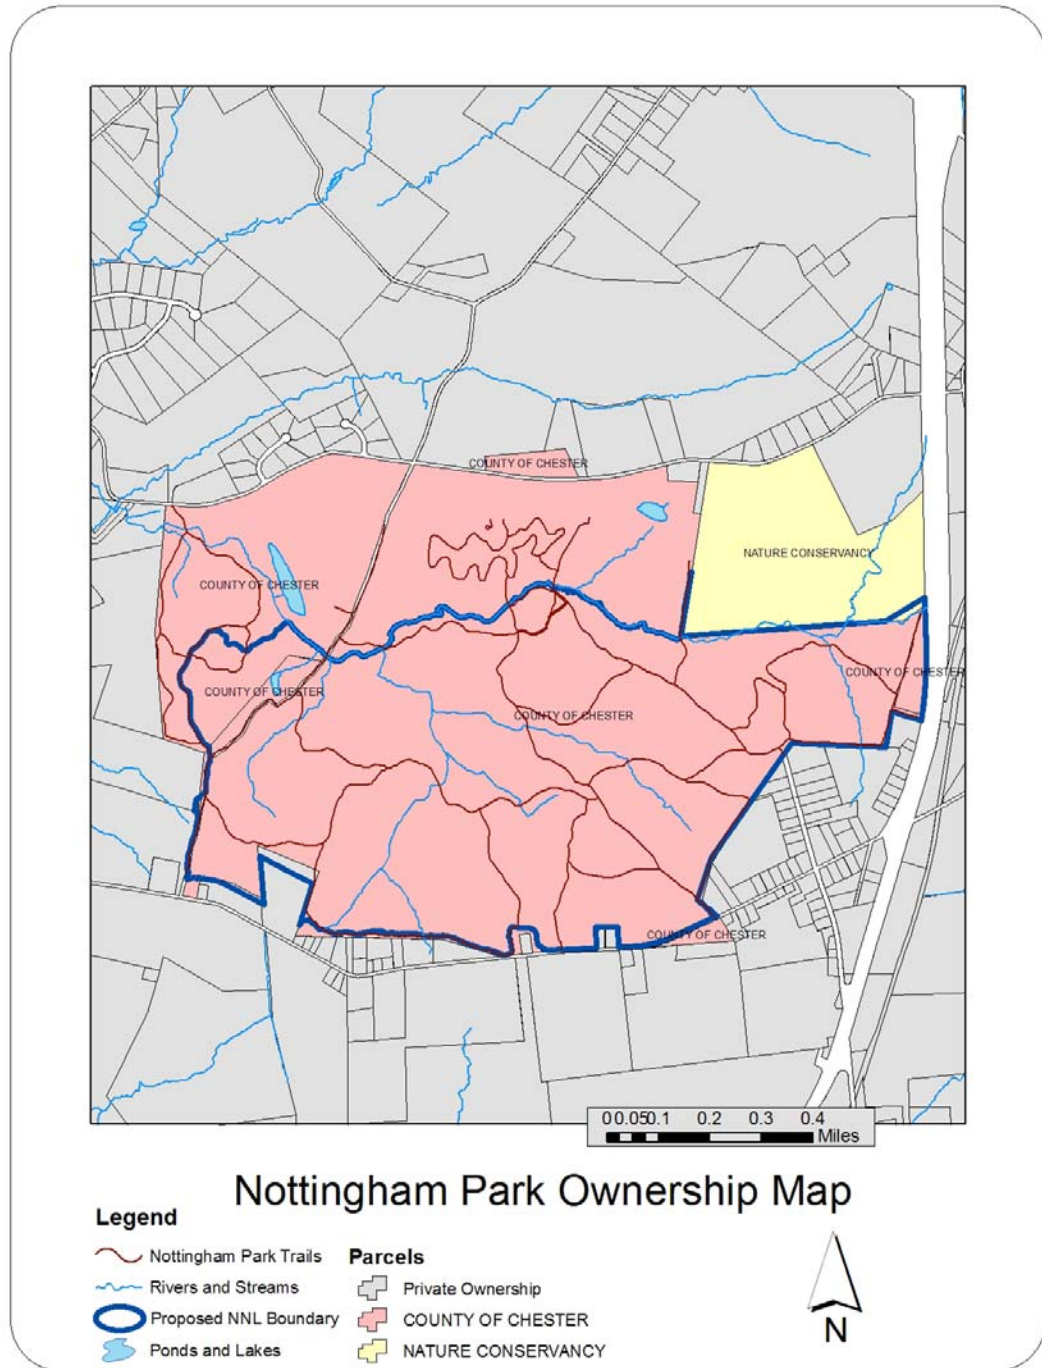 COUNTY OF CHESTER
NATURE CONSERVANCY
COUNTY OF CHESTER
COUNTY OF CHESTER
COUNTY OF CHESTER
COUNTY OF CHESTER
COUNTY OF CHESTER
0 0.05 0.1 0.2 0.3 0.4
Miles
Nottingham Park Ownership Map
Legend
Nottingham Park Trails
Rivers and Streams
Proposed NNL Boundary
Ponds and Lakes
Parcels
Private Ownership
COUNTY OF CHESTER
NATURE CONSERVANCY
N